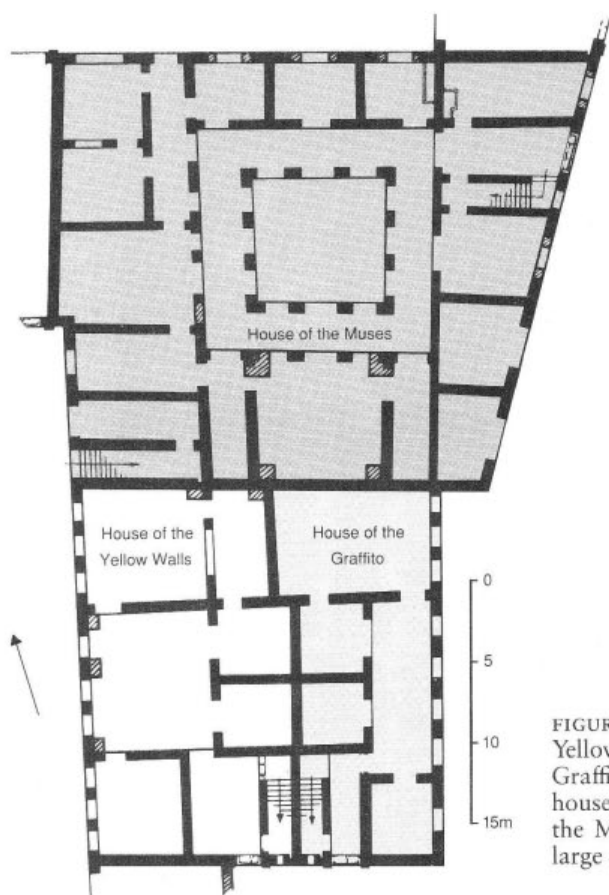 House of the Muses
House of the
Yellow Walls
House of the
Graffito
0
5
10
15m
FIGUR
Yellow
Graffi
house
the M
large